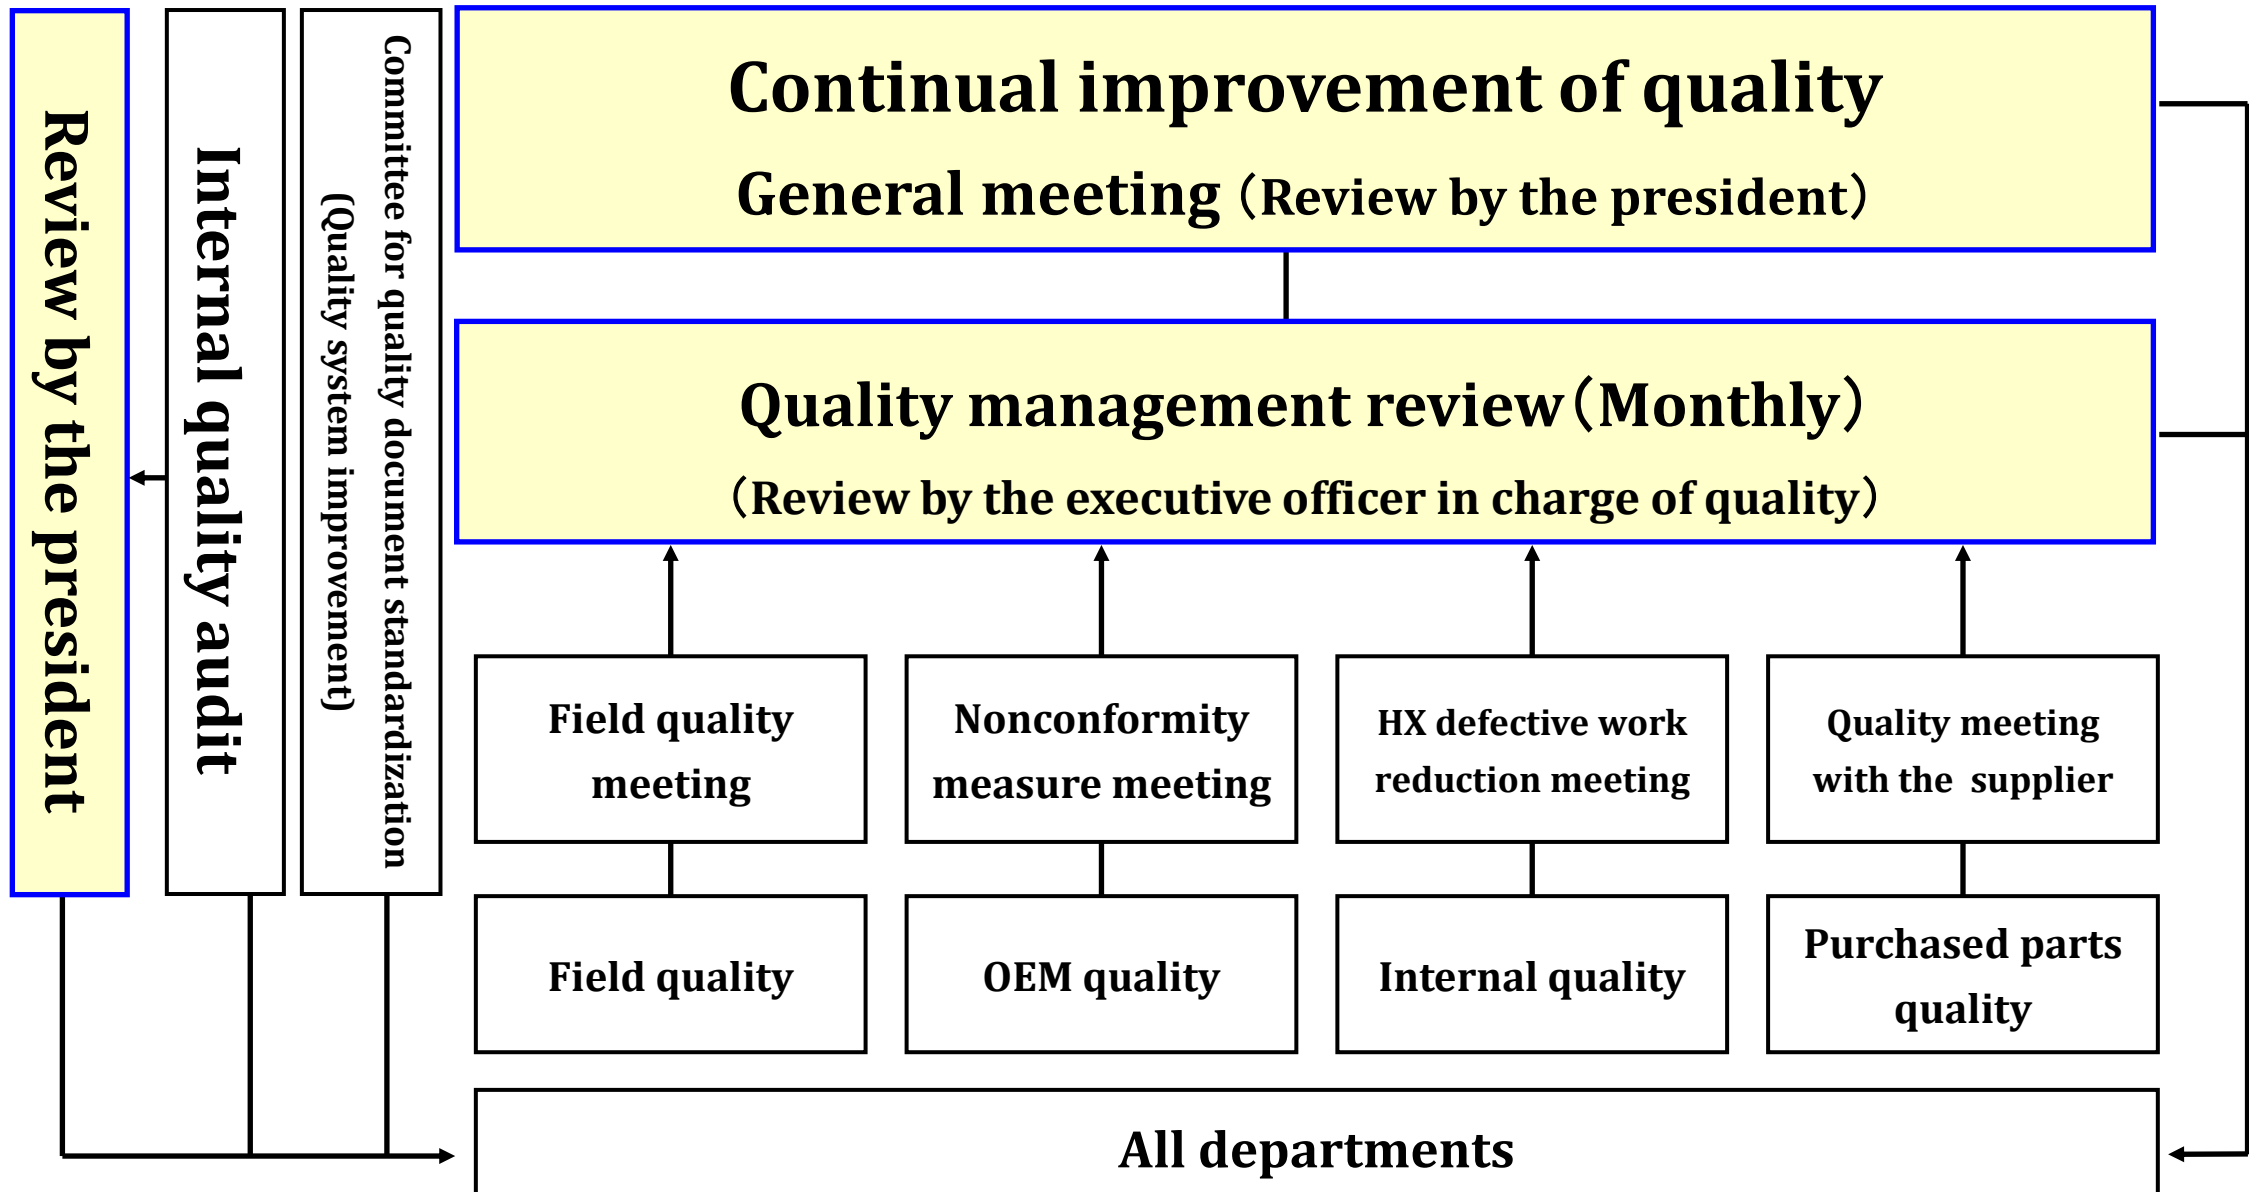 Review by the president
Internal quality audit
Committee for quality document standardization
(Quality system improvement)
Continual improvement of quality
General meeting（Review by the president）
Quality management review（Monthly）
（Review by the executive officer in charge of quality）
Field quality
meeting
Nonconformity
measure meeting
HX defective work
reduction meeting
Quality meeting
with the  supplier
Field quality
OEM quality
Internal quality
Purchased parts
quality
All departments